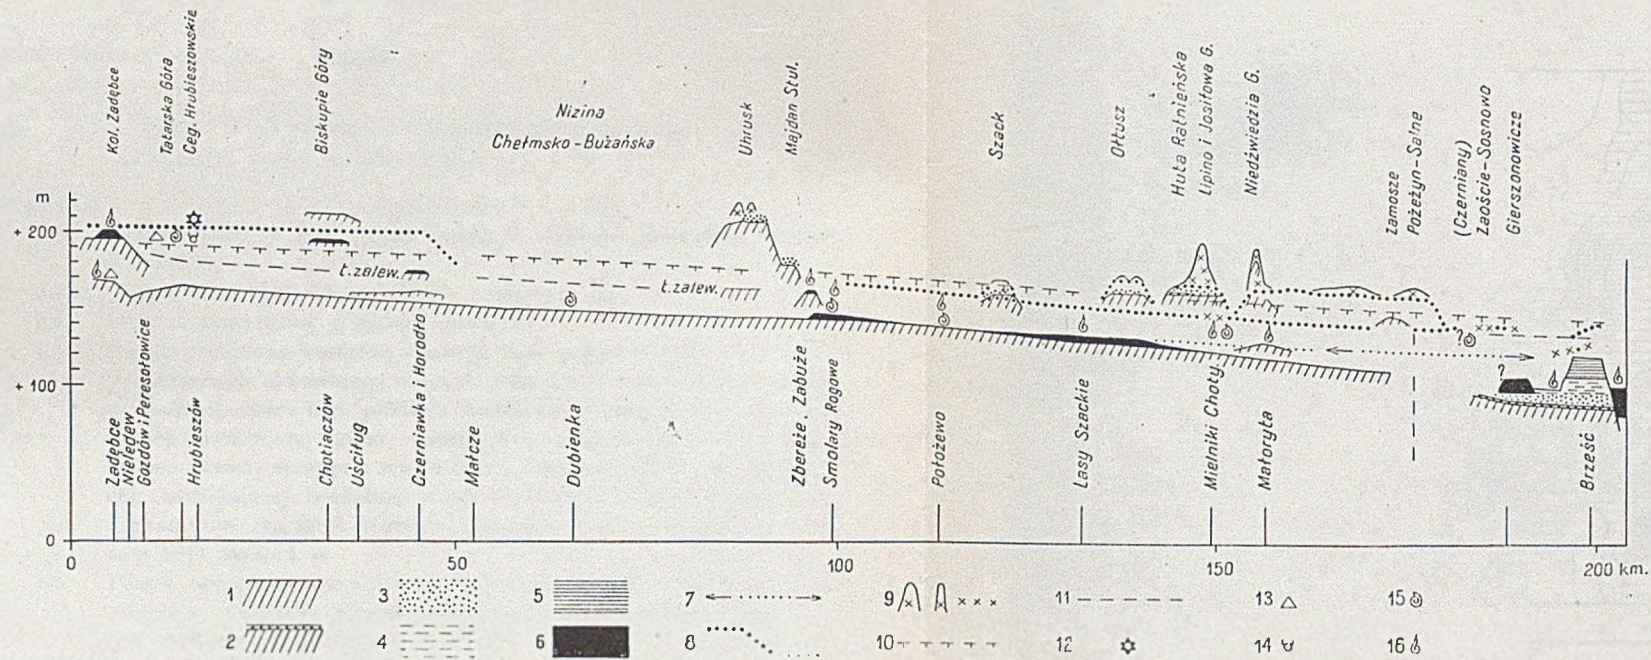 Kol. Zadębce
Tatarska Góra
Ceg. Hrubieszowskie
Biskupie Góry
Nizina
Chełmsko-Bużańska
Uhrusk
Majdan Stul.
Szack
Ołtusz
Huta Ratnieńska
Lipino i Josifowa G.
Niedźwiedzia G.
Zamosze
Pożeżyn-Salne
(Czerniany)
Zaoście-Sosnowo
Gierszonowicze
m
+ 200
+ 100
0
t.zalew.
t.zalew.
?
?
Zadębce
Nieledew
Gozdów i Peresołowice
Hrubieszów
Chotiaczów
Uściług
Czerniawka i Horodło
Matcze
Dubienka
Zbereże. Zabuże
Smolary Rogowe
Położewo
Lasy Szackie
Mielniki Choty.
Małoryta
Brześć
0
50
100
150
200 km.
1
3
5
7
9
11
13
15
2
4
6
8
10
12
14
16